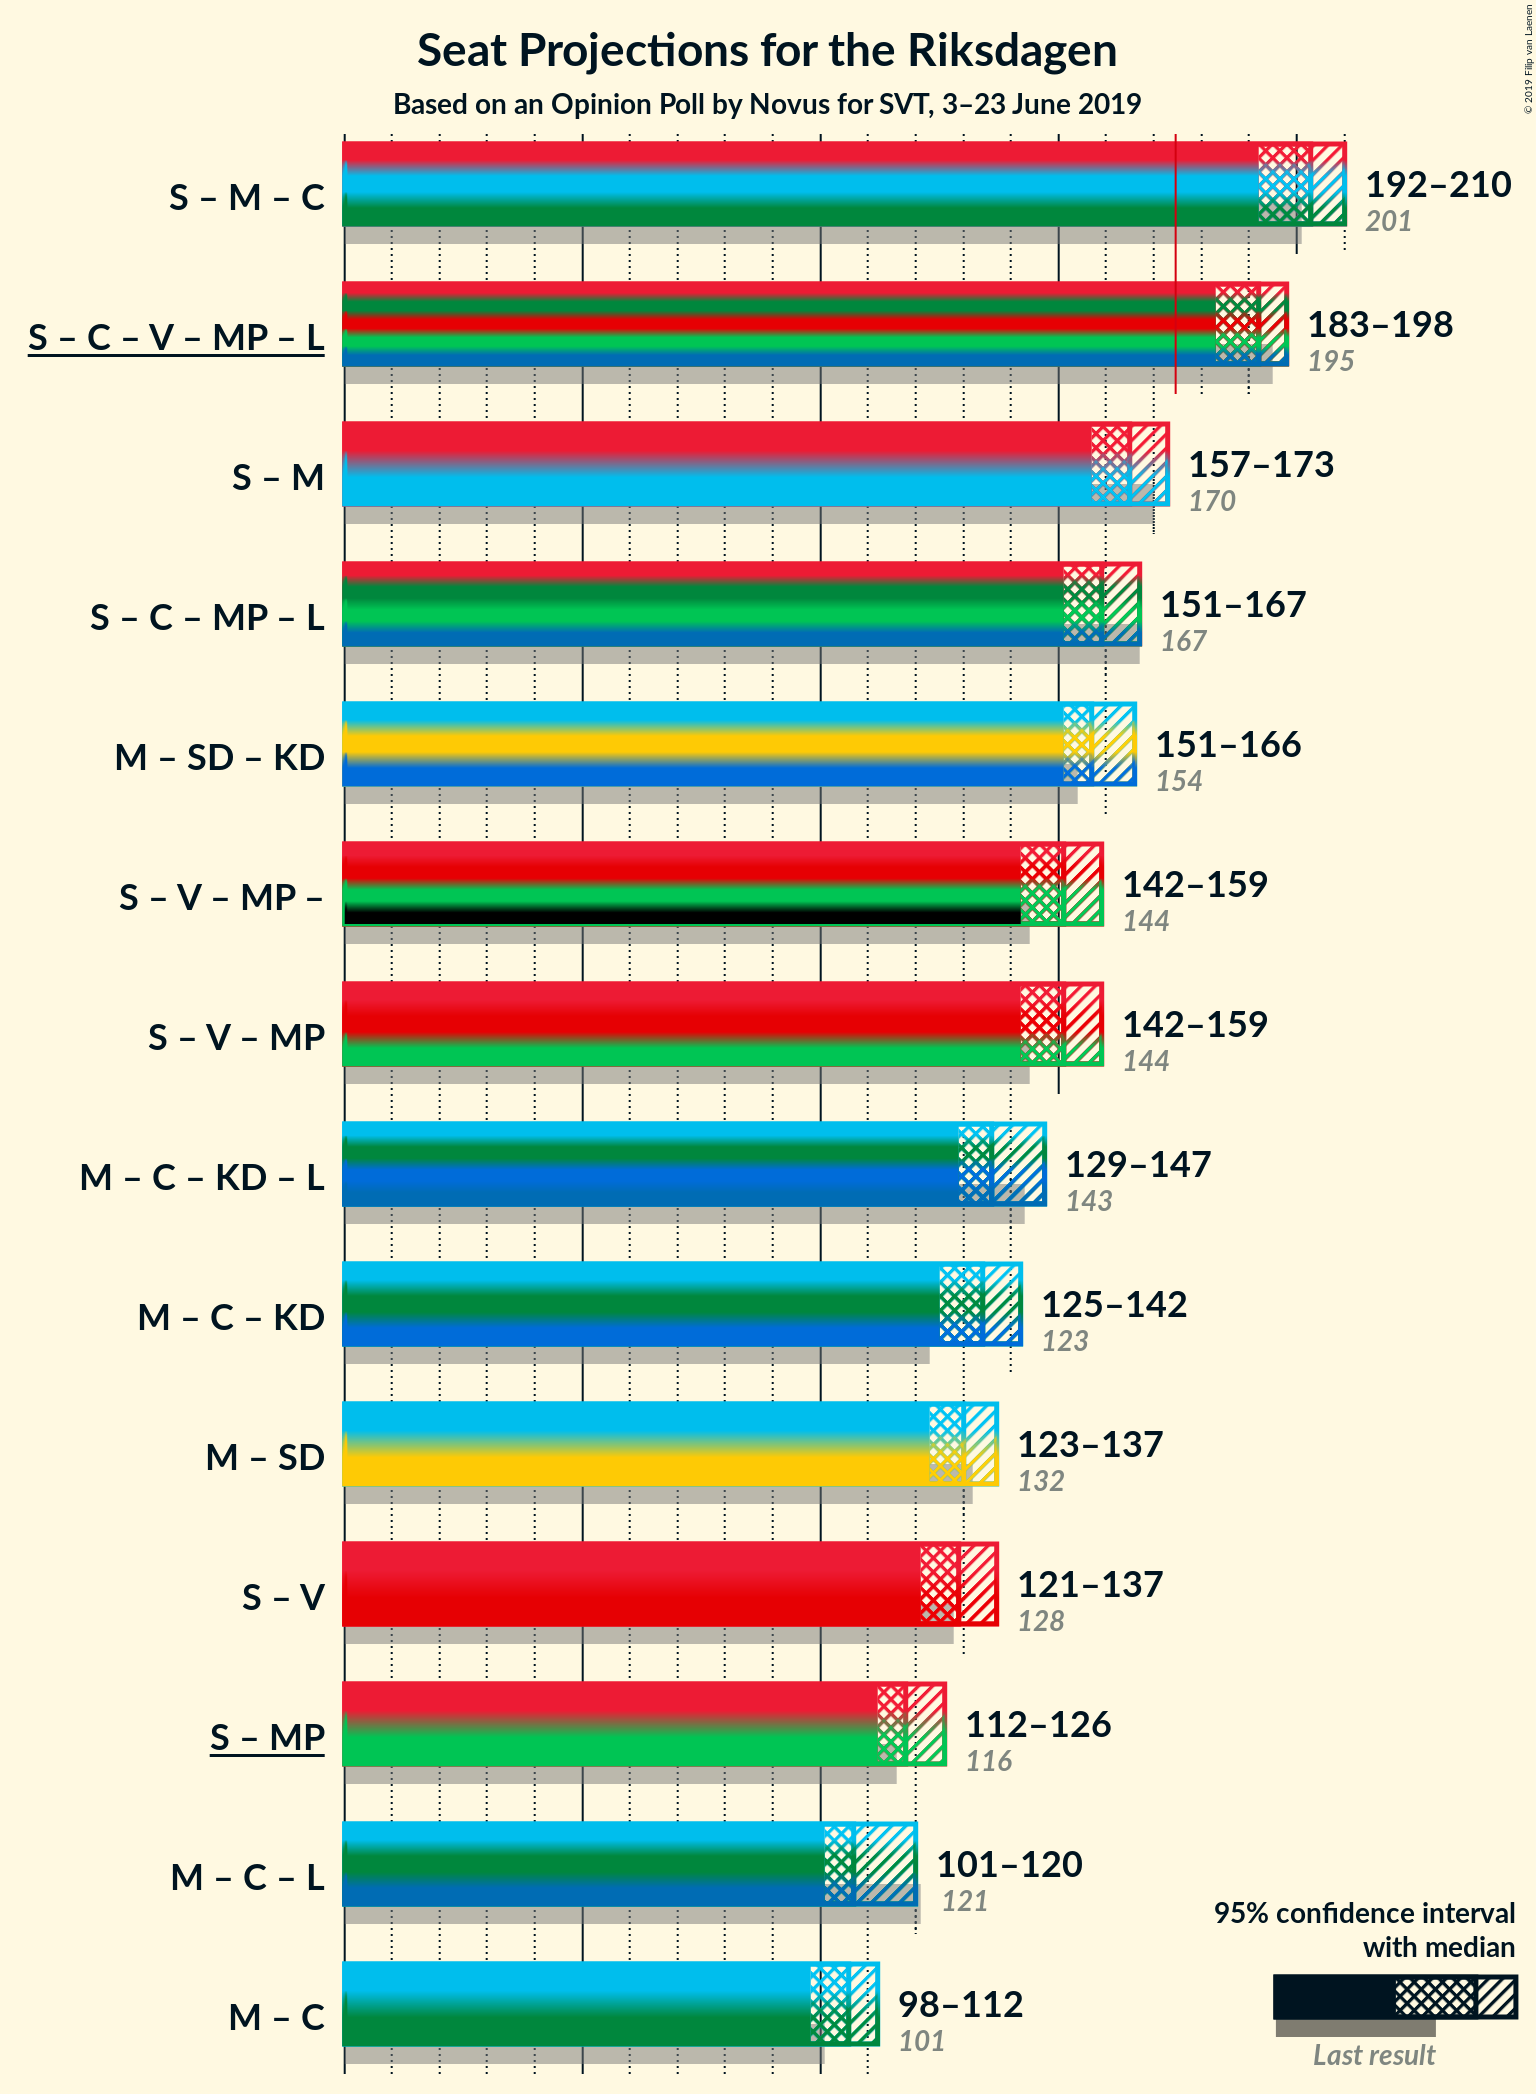 Seat Projections for the Riksdagen
Based on an Opinion Poll by Novus for SVT, 3–23 June 2019
© 2019 Filip van Laenen
S – M – C
192–210
201
S – C – V – MP – L
183–198
195
S – M
157–173
170
S – C – MP – L
151–167
167
M – SD – KD
151–166
154
S – V – MP –
142–159
144
S – V – MP
142–159
144
M – C – KD – L
129–147
143
M – C – KD
125–142
123
M – SD
123–137
132
S – V
121–137
128
S – MP
112–126
116
M – C – L
101–120
121
M – C
98–112
101
95% confidence interval
with median
Last result